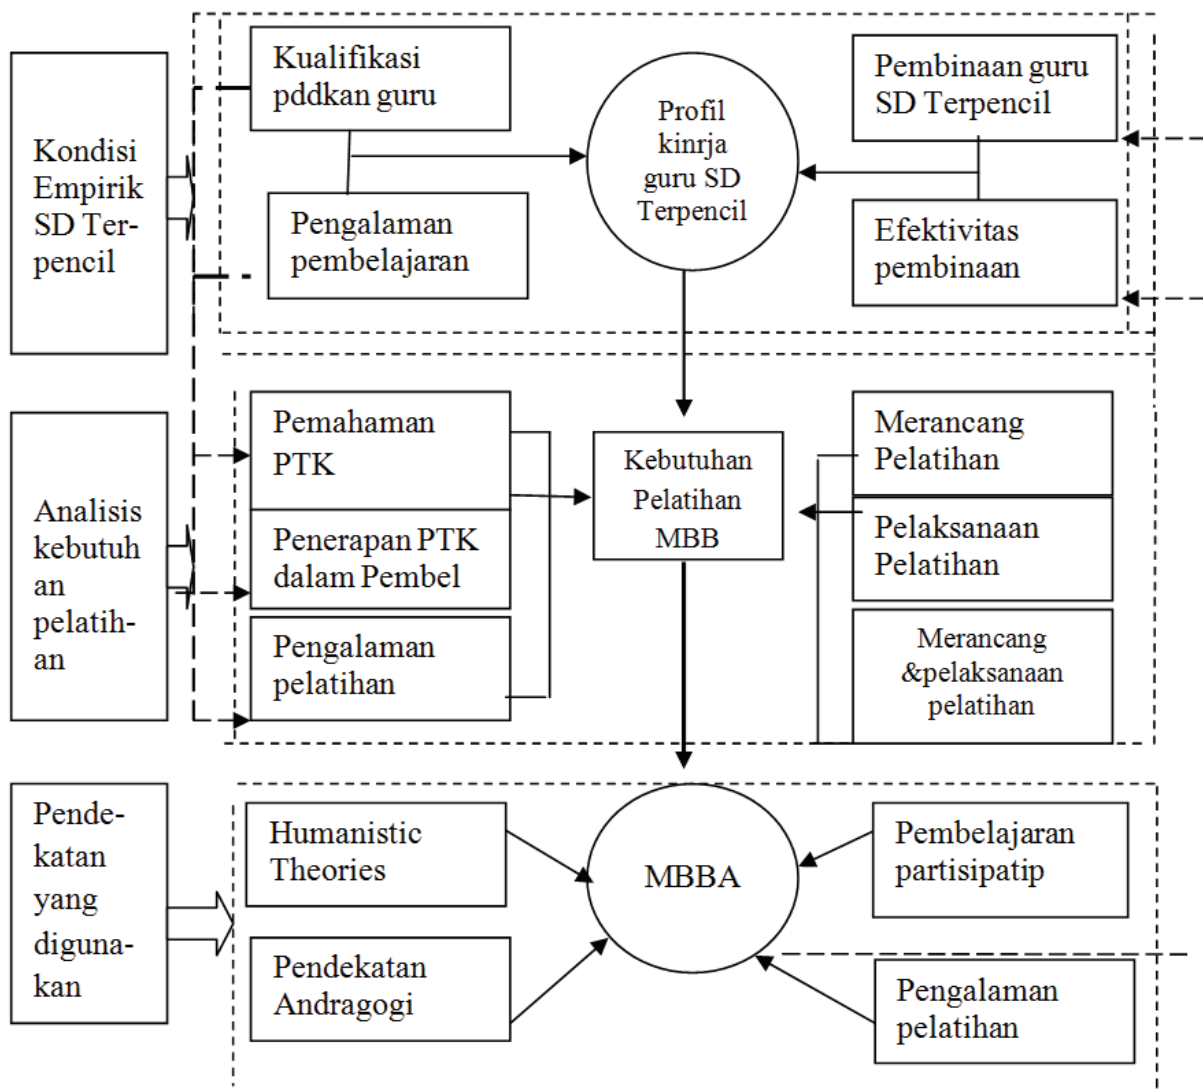 Kondisi
Empirik
SD Ter-
pencil
Kualifikasi
pddkan guru
Pengalaman
pembelajaran
Profil
kinrja
guru SD
Terpencil
Pembinaan guru
SD Terpencil
Efektivitas
pembinaan
Analisis
kebutuh
an
pelatih-
an
Pemahaman
PTK
Penerapan PTK
dalam Pembel
Pengalaman
pelatihan
Kebutuhan
Pelatihan
MBB
Merancang
Pelatihan
Pelaksanaan
Pelatihan
Merancang
&pelaksanaan
pelatihan
Pende-
katan
yang
diguna-
kan
Humanistic
Theories
Pendekatan
Andragogi
MBBA
Pembelajaran
partisipatip
Pengalaman
pelatihan